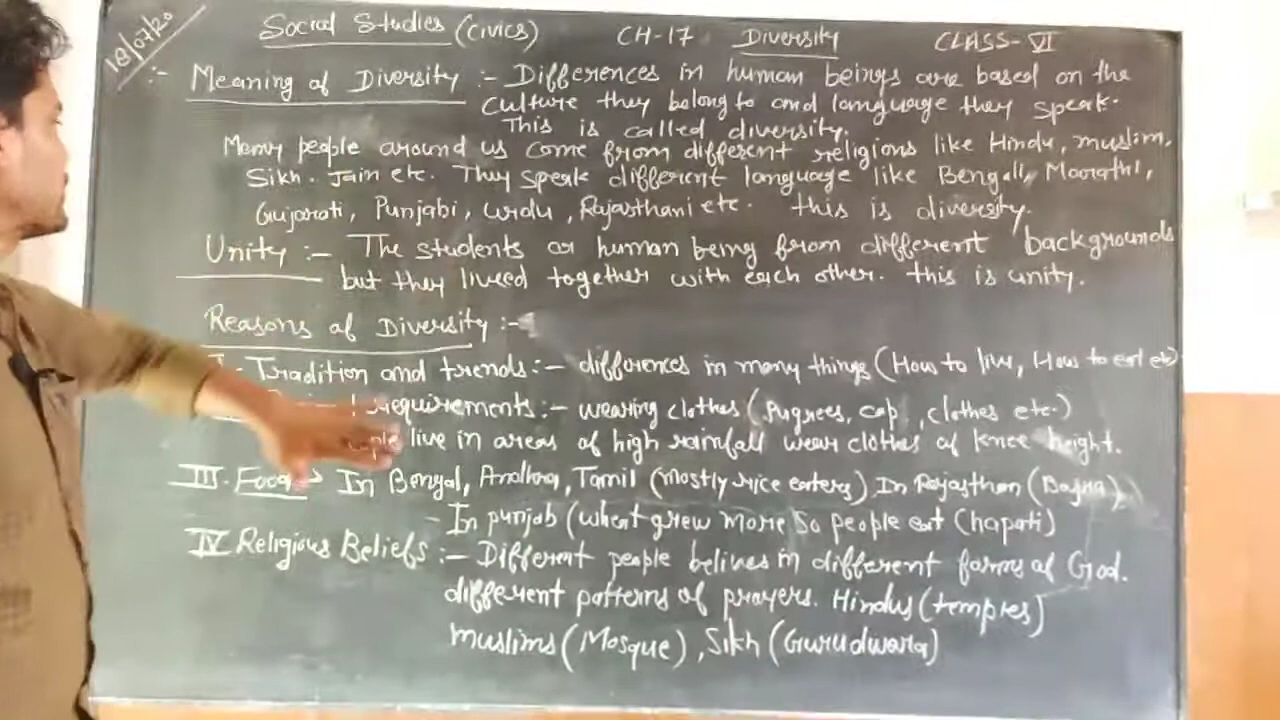 18/07/20
Social Studies (Civics) CH-17 Diversity CLASS-VI
:- Meaning of Diversity :- Differences in human beings are based on the
culture they belong to and language they speak.
This is called diversity.
Many people around us come from different religions like Hindu, muslim,
Sikh. Jain etc. They speak different language like Bengali, Marathi,
Gujarati, Punjabi, Urdu, Rajasthani etc. this is diversity.
Unity :- The students or human being from different backgrounds
but they liveed together with each other. this is unity.
Reasons of Diversity :-
I - Tradition and trends :- differences in many things (How to live, How to eat etc)
requirements :- wearing clothes (Pugrees, cap, clothes etc.)
live in areas of high rainfall wear clothes of knee height.
III. Food In Bengal, Andhra, Tamil (mostly rice eaters) In Rajasthan (Bajra)
- In punjab (wheat grew more so people eat Chapati)
IV Religious Beliefs :- Different people belives in different forms of God.
different patterns of prayers. Hindus (temples)
muslims (Mosque), Sikh (Gurudwara)